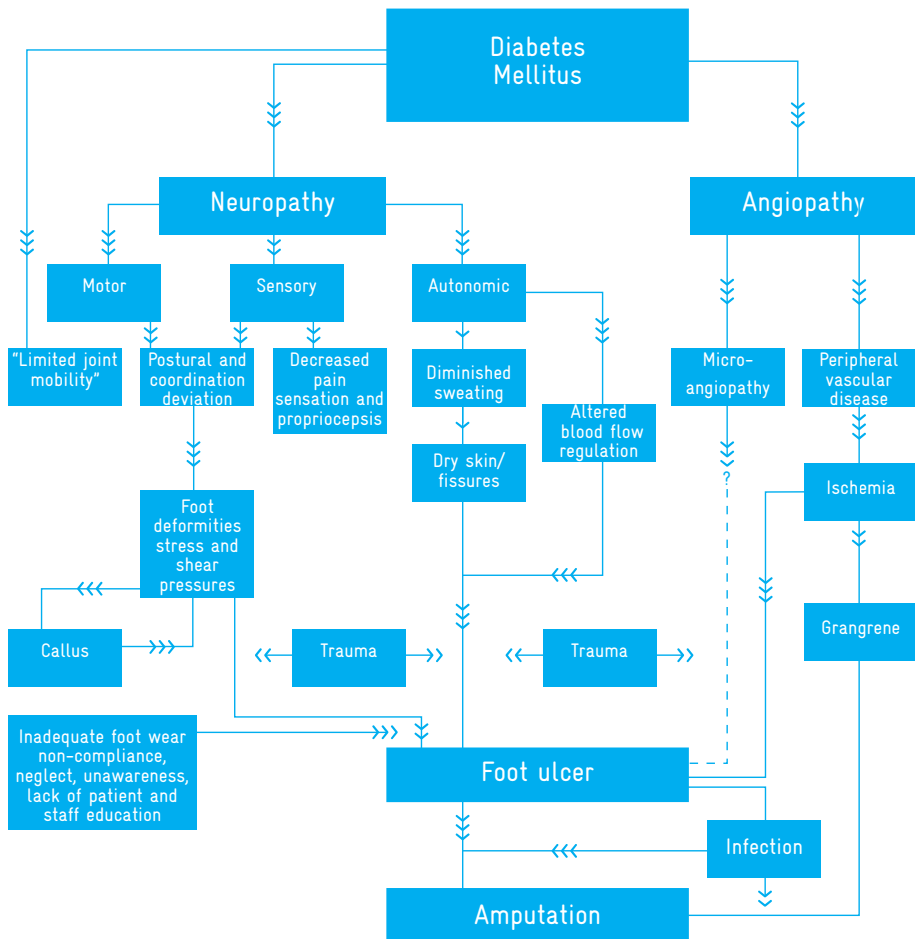 Diabetes
Mellitus
Neuropathy
Angiopathy
Motor
Sensory
Autonomic
"Limited joint
mobility"
Postural and
coordination
deviation
Decreased
pain
sensation and
propriocepsis
Diminished
sweating
Altered
blood flow
regulation
Micro-
angiopathy
Peripheral
vascular
disease
Dry skin/
fissures
?
Ischemia
Foot
deformities
stress and
shear
pressures
Callus
Trauma
Trauma
Grangrene
Inadequate foot wear
non-compliance,
neglect, unawareness,
lack of patient and
staff education
Foot ulcer
Infection
Amputation